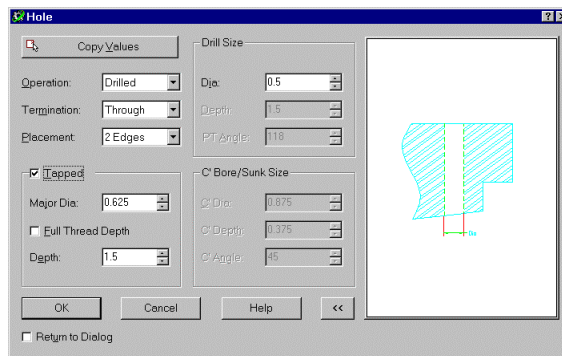 Hole
Copy Values
Operation: Drilled
Termination: Through
Placement: 2 Edges
Tapped
Major Dia: 0.625
Full Thread Depth
Depth: 1.5
Drill Size
Dia: 0.5
Depth: 1.5
PT Angle: 118
C' Bore/Sunk Size
C' Dia: 0.875
C' Depth: 0.375
C' Angle: 45
OK
Cancel
Help
<<
Return to Dialog
Dia